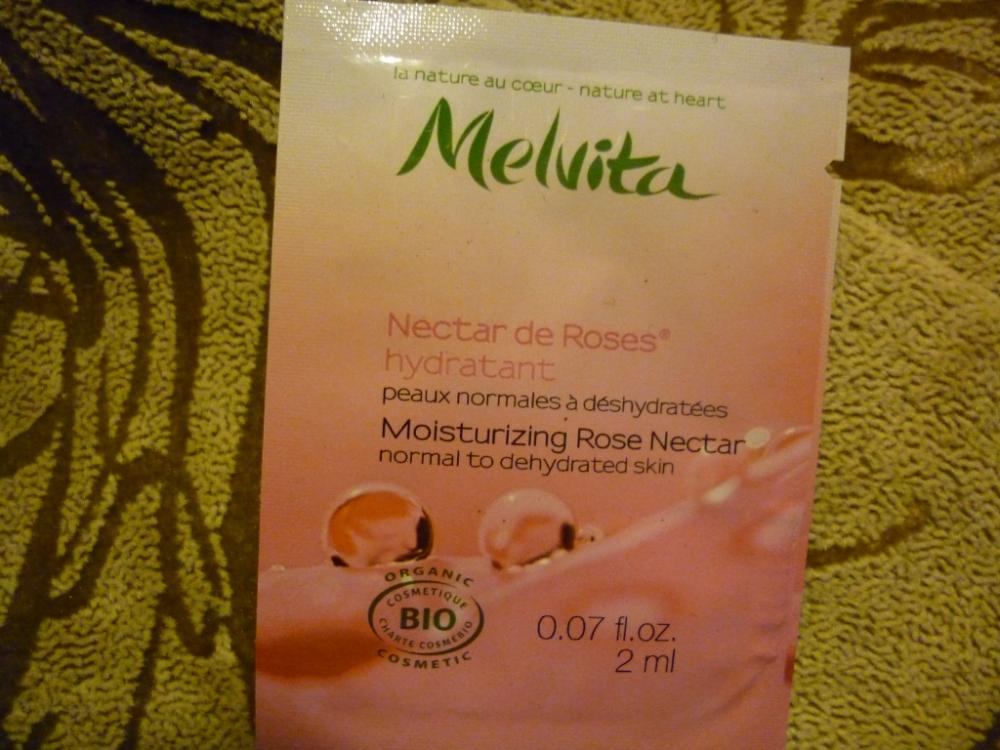 la nature au cœur - nature at heart
Melvita
Nectar de Roses®
hydratant
peaux normales à déshydratées
Moisturizing Rose Nectar
normal to dehydrated skin
ORGANIC
COSMETIQUE
BIO
CHARTE COSMEBIO
COSMETIC
0.07 fl.oz.
2 ml